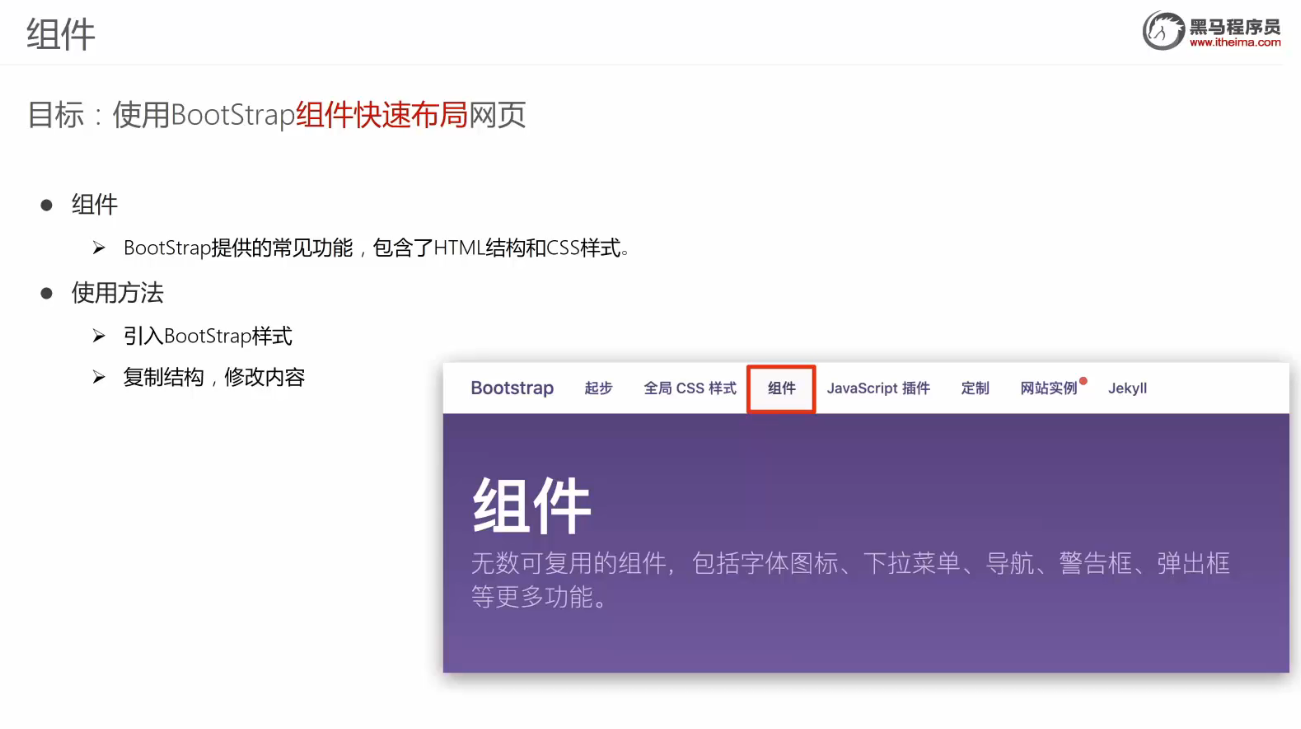 组件
黑马程序员
www.itheima.com
目标：使用BootStrap组件快速布局网页
组件
BootStrap提供的常见功能，包含了HTML结构和CSS样式。
使用方法
引入BootStrap样式
复制结构，修改内容
Bootstrap 起步 全局 CSS 样式 组件 JavaScript 插件 定制 网站实例 Jekyll
组件
无数可复用的组件，包括字体图标、下拉菜单、导航、警告框、弹出框
等更多功能。